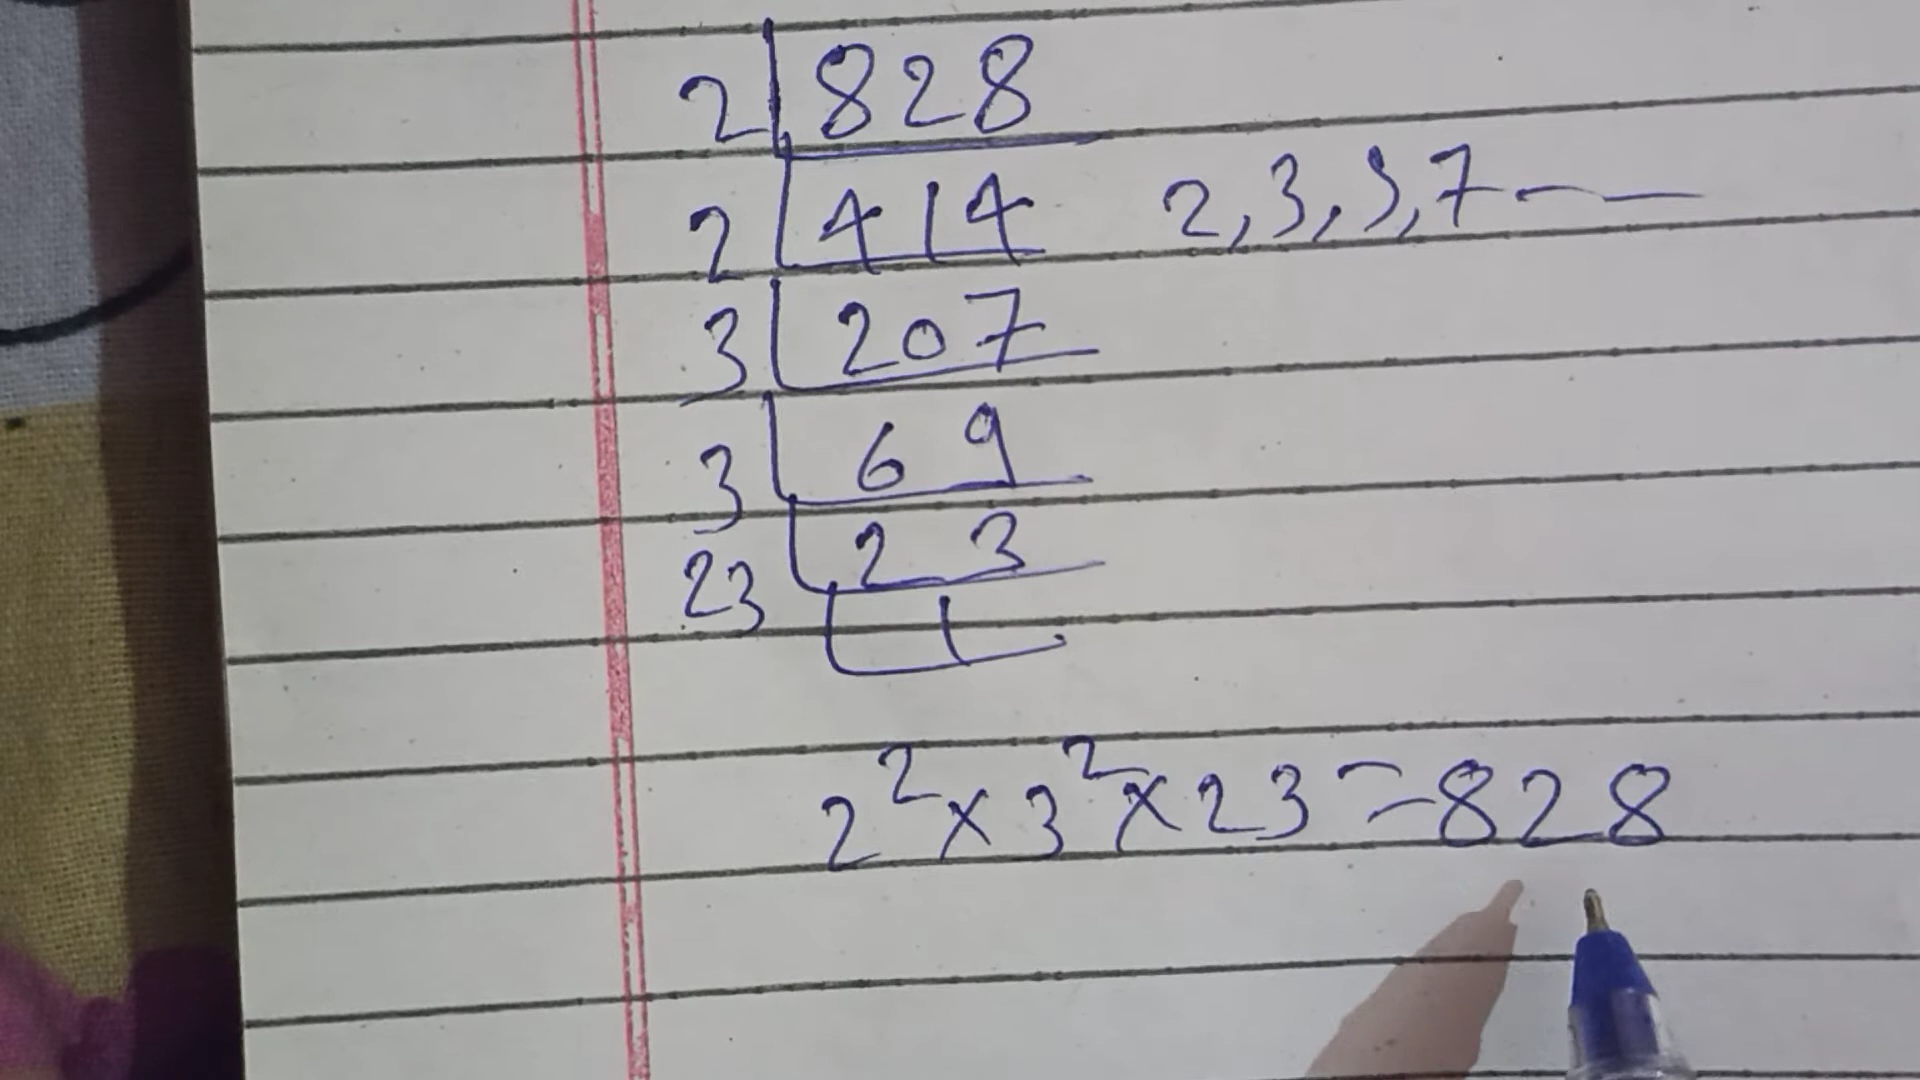 2 | 828
2 | 414 2, 3, 5, 7 - —
3 | 207
3 | 69
23 | 23
1
2² × 3² × 23 = 828